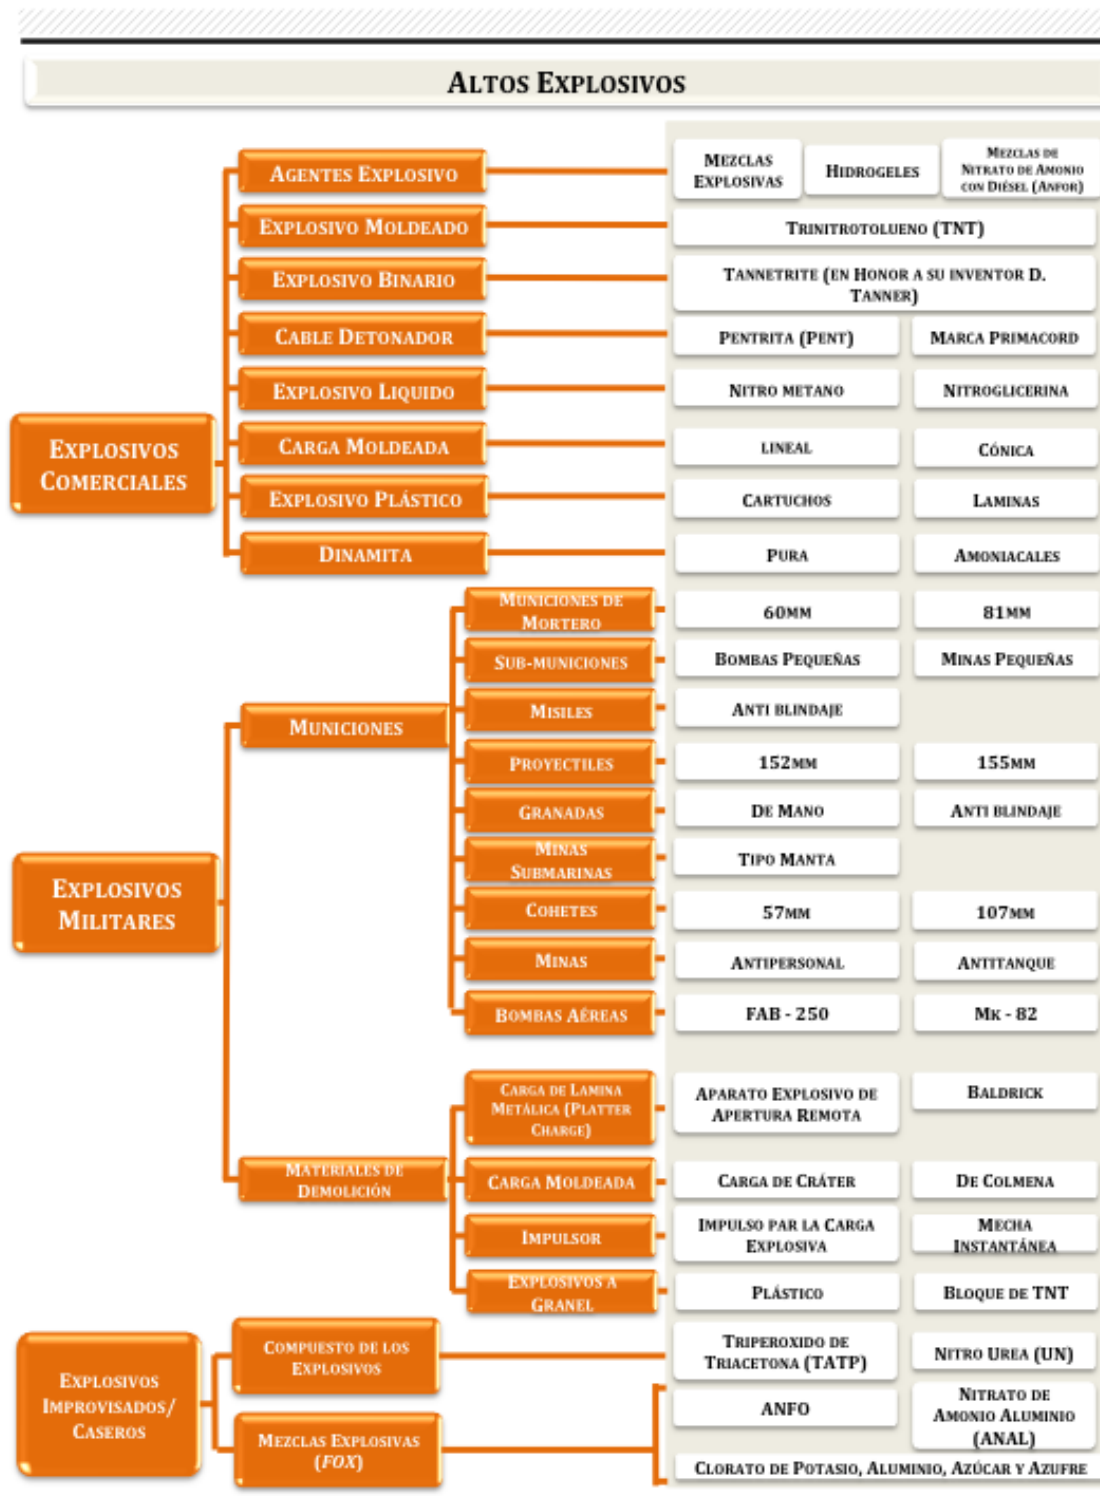 ALTOS EXPLOSIVOS
EXPLOSIVOS
COMERCIALES
AGENTES EXPLOSIVO
MEZCLAS
EXPLOSIVAS
HIDROGELES
MEZCLAS DE
NITRATO DE AMONIO
CON DIÉSEL (ANFOR)
EXPLOSIVO MOLDEADO
TRINITROTOLUENO (TNT)
EXPLOSIVO BINARIO
TANNETRITE (EN HONOR A SU INVENTOR D.
TANNER)
CABLE DETONADOR
PENTRITA (PENT)
MARCA PRIMACORD
EXPLOSIVO LIQUIDO
NITRO METANO
NITROGLICERINA
CARGA MOLDEADA
LINEAL
CÓNICA
EXPLOSIVO PLÁSTICO
CARTUCHOS
LAMINAS
DINAMITA
PURA
AMONIACALES
EXPLOSIVOS
MILITARES
MUNICIONES
MUNICIONES DE
MORTERO
60MM
81MM
SUB-MUNICIONES
BOMBAS PEQUEÑAS
MINAS PEQUEÑAS
MISILES
ANTI BLINDAJE
PROYECTILES
152MM
155MM
GRANADAS
DE MANO
ANTI BLINDAJE
MINAS
SUBMARINAS
TIPO MANTA
COHETES
57MM
107MM
MINAS
ANTIPERSONAL
ANTITANQUE
BOMBAS AÉREAS
FAB - 250
MK - 82
MATERIALES DE
DEMOLICIÓN
CARGA DE LAMINA
METÁLICA (PLATTER
CHARGE)
APARATO EXPLOSIVO DE
APERTURA REMOTA
BALDRICK
CARGA MOLDEADA
CARGA DE CRÁTER
DE COLMENA
IMPULSOR
IMPULSO PAR LA CARGA
EXPLOSIVA
MECHA
INSTANTÁNEA
EXPLOSIVOS A
GRANEL
PLÁSTICO
BLOQUE DE TNT
EXPLOSIVOS
IMPROVISADOS/
CASEROS
COMPUESTO DE LOS
EXPLOSIVOS
TRIPEROXIDO DE
TRIACETONA (TATP)
NITRO UREA (UN)
MEZCLAS EXPLOSIVAS
(FOX)
ANFO
NITRATO DE
AMONIO ALUMINIO
(ANAL)
CLORATO DE POTASIO, ALUMINIO, AZÚCAR Y AZUFRE